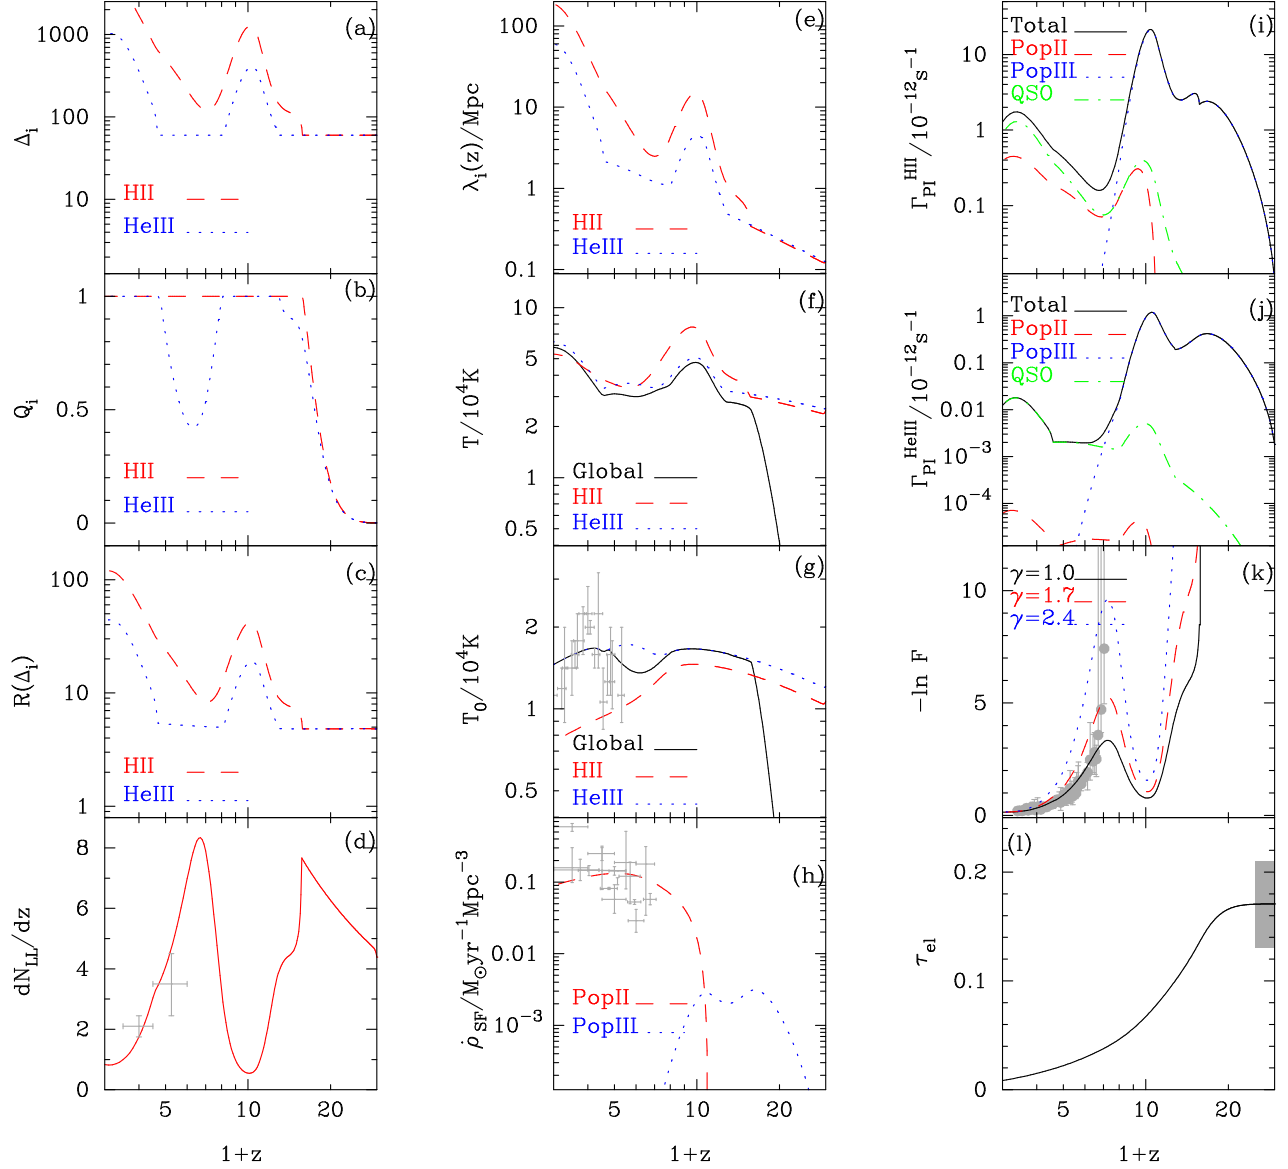 (a)
Δi
1000
100
10
HII
HeIII
(b)
Qi
1
0.5
0
HII
HeIII
(c)
R(Δi)
100
10
1
HII
HeIII
(d)
dNLL/dz
8
6
4
2
0
5 10 20
1+z
(e)
λi(z)/Mpc
100
10
1
0.1
HII
HeIII
(f)
T/10⁴K
10
5
2
1
0.5
Global
HII
HeIII
(g)
T0/10⁴K
2
1
0.5
Global
HII
HeIII
(h)
ρ̇SF/M⊙yr⁻¹Mpc⁻³
0.1
0.01
10⁻³
PopII
PopIII
5 10 20
1+z
(i)
ΓPI^HII/10⁻¹²s⁻¹
10
1
0.1
Total
PopII
PopIII
QSO
(j)
ΓPI^HeIII/10⁻¹²s⁻¹
1
0.1
0.01
10⁻³
10⁻⁴
Total
PopII
PopIII
QSO
(k)
−ln F
10
5
0
γ=1.0
γ=1.7
γ=2.4
(l)
τel
0.2
0.1
0
5 10 20
1+z